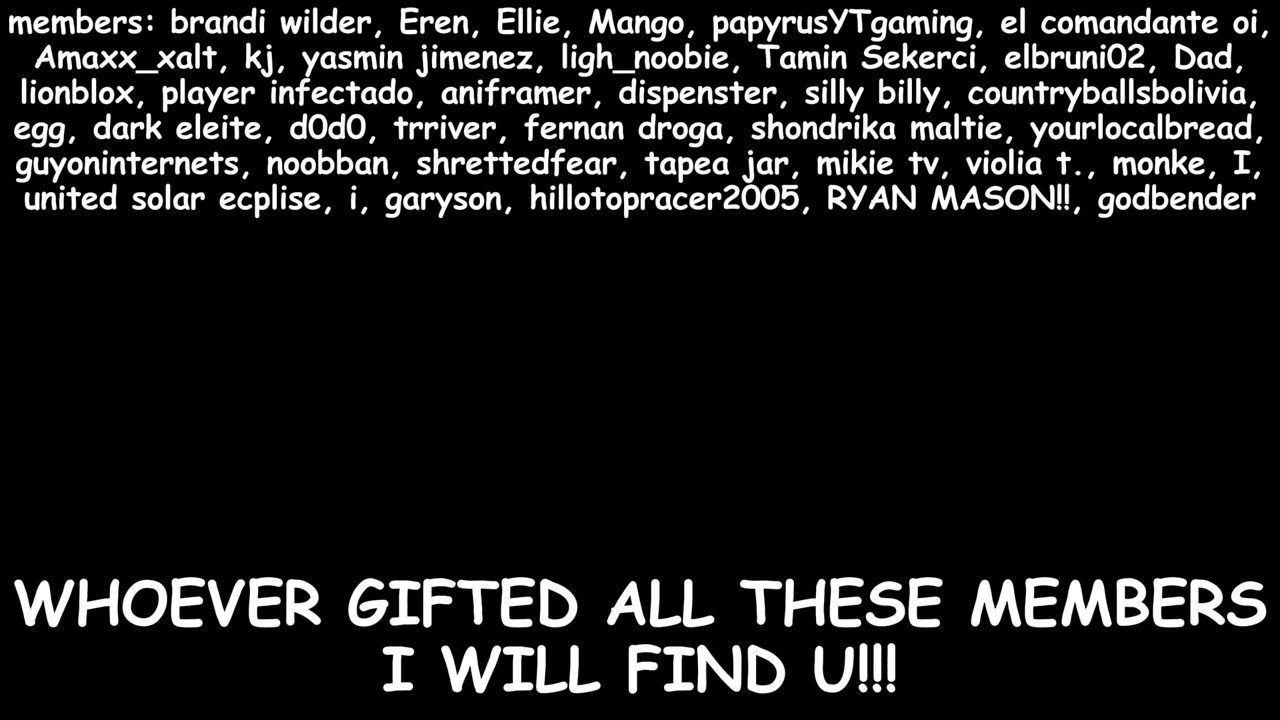 members: brandi wilder, Eren, Ellie, Mango, papyrusYTgaming, el comandante oi,
Amaxx_xalt, kj, yasmin jimenez, ligh_noobie, Tamin Sekerci, elbruni02, Dad,
lionblox, player infectado, aniframer, dispenster, silly billy, countryballsbolivia,
egg, dark eleite, d0d0, trriver, fernan droga, shondrika maltie, yourlocalbread,
guyoninternets, noobban, shrettedfear, tapea jar, mikie tv, violia t., monke, I,
united solar ecplise, i, garyson, hillotopracer2005, RYAN MASON!!, godbender
WHOEVER GIFTED ALL THESE MEMBERS
I WILL FIND U!!!